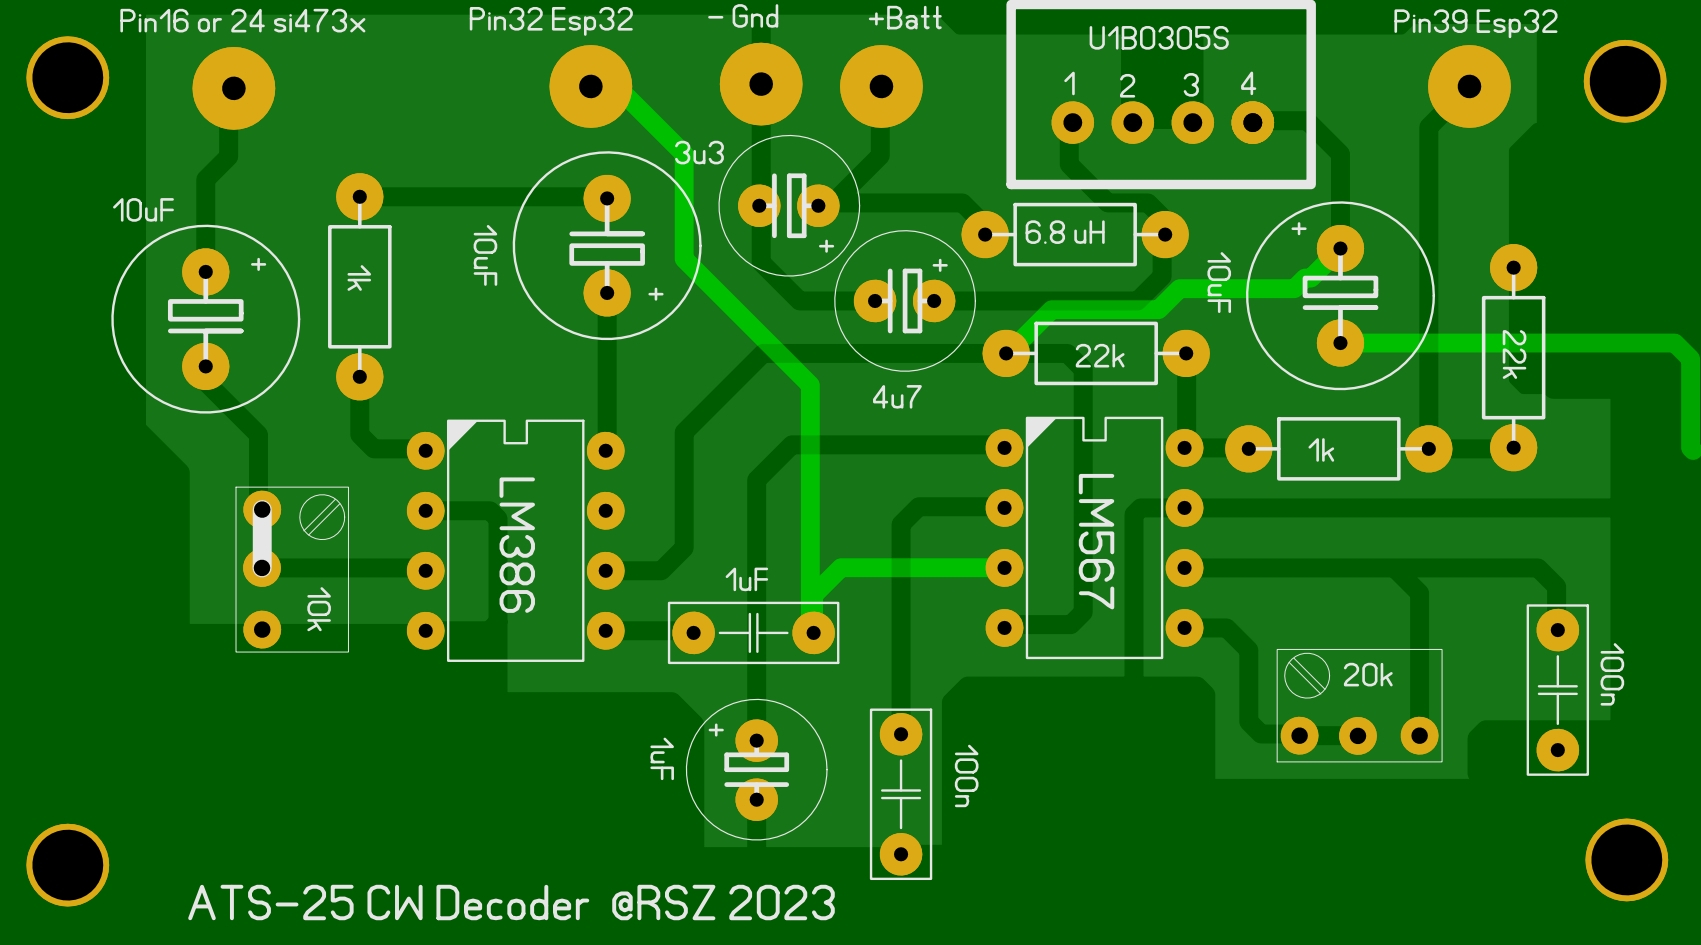 Pin16 or 24 si473x
Pin32 Esp32
- Gnd
+Batt
U1B0305S
Pin39 Esp32
1 2 3 4
3u3
10uF
+
1k
10uF
+
+
6.8 uH
+
10uF
+
22k
22k
4u7
1k
LM386
LM567
10k
1uF
20k
100n
1uF
+
100n
ATS-25 CW Decoder @RSZ 2023